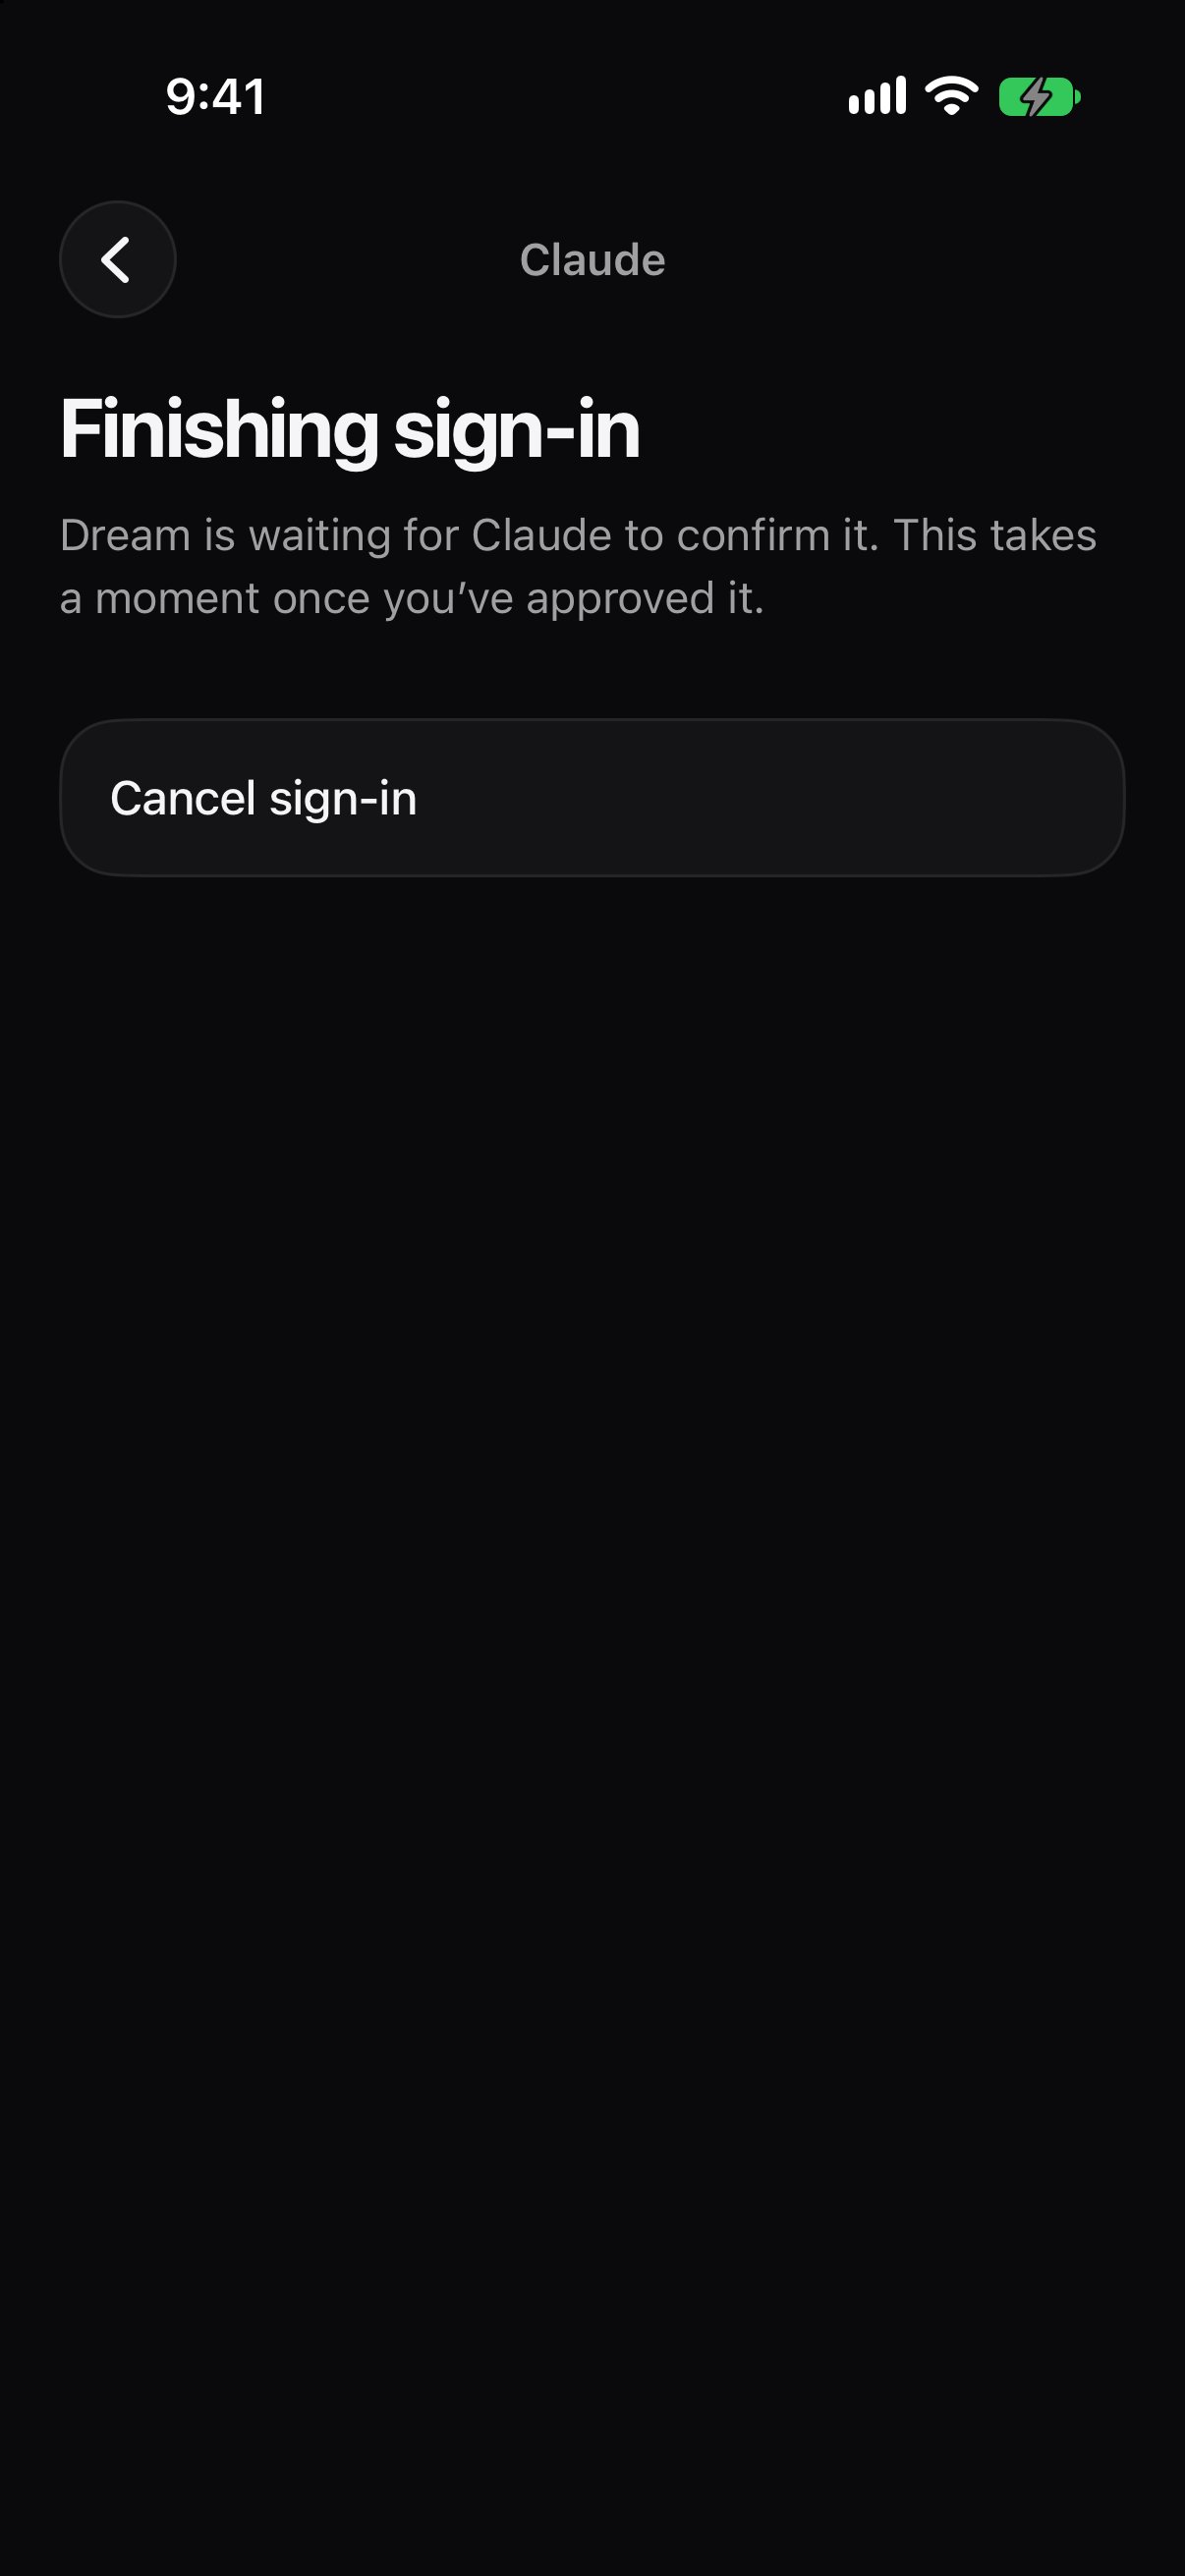 9:41
Claude
Finishing sign-in
Dream is waiting for Claude to confirm it. This takes
a moment once you’ve approved it.
Cancel sign-in